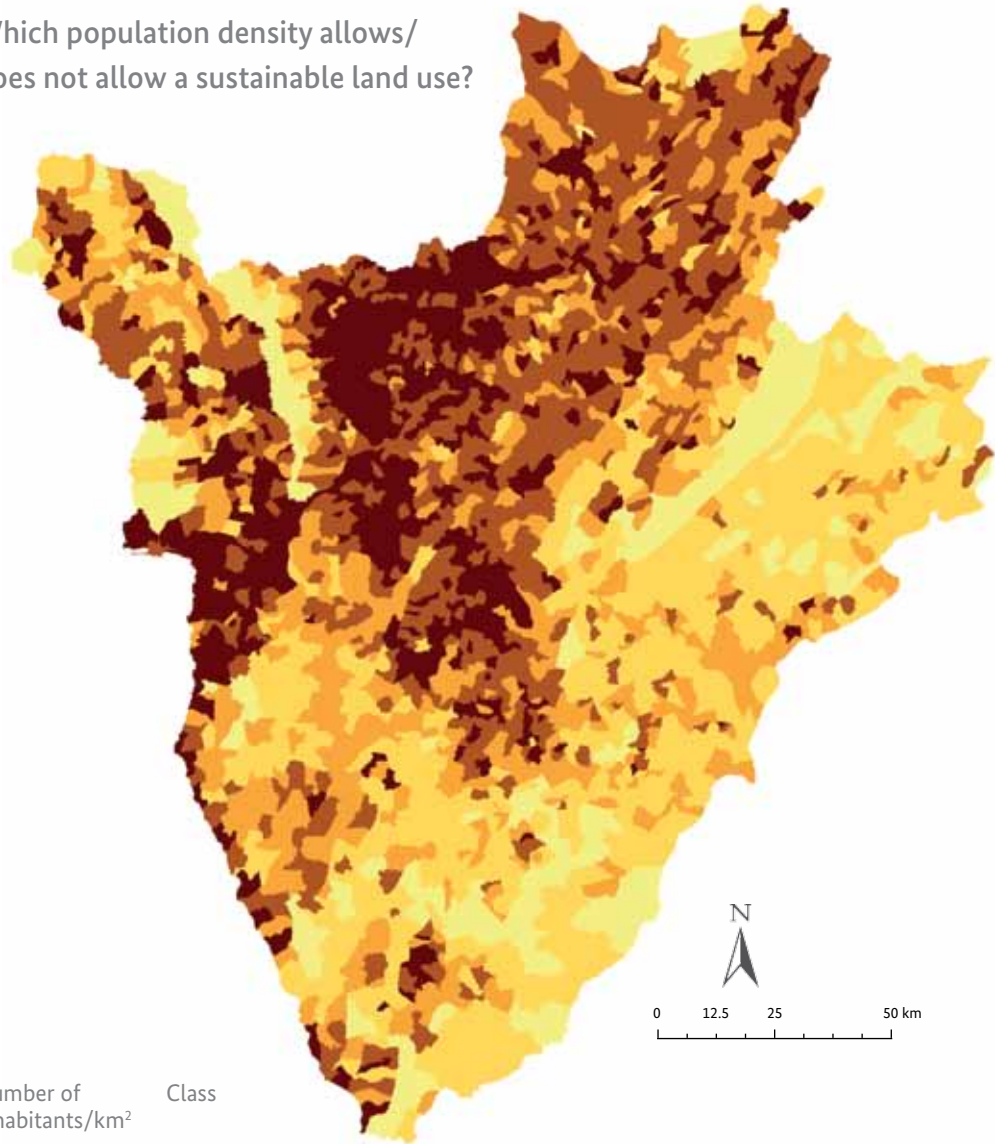 Which population density allows/
oes not allow a sustainable land use?
N
0 12.5 25 50 km
umber of Class
habitants/km²